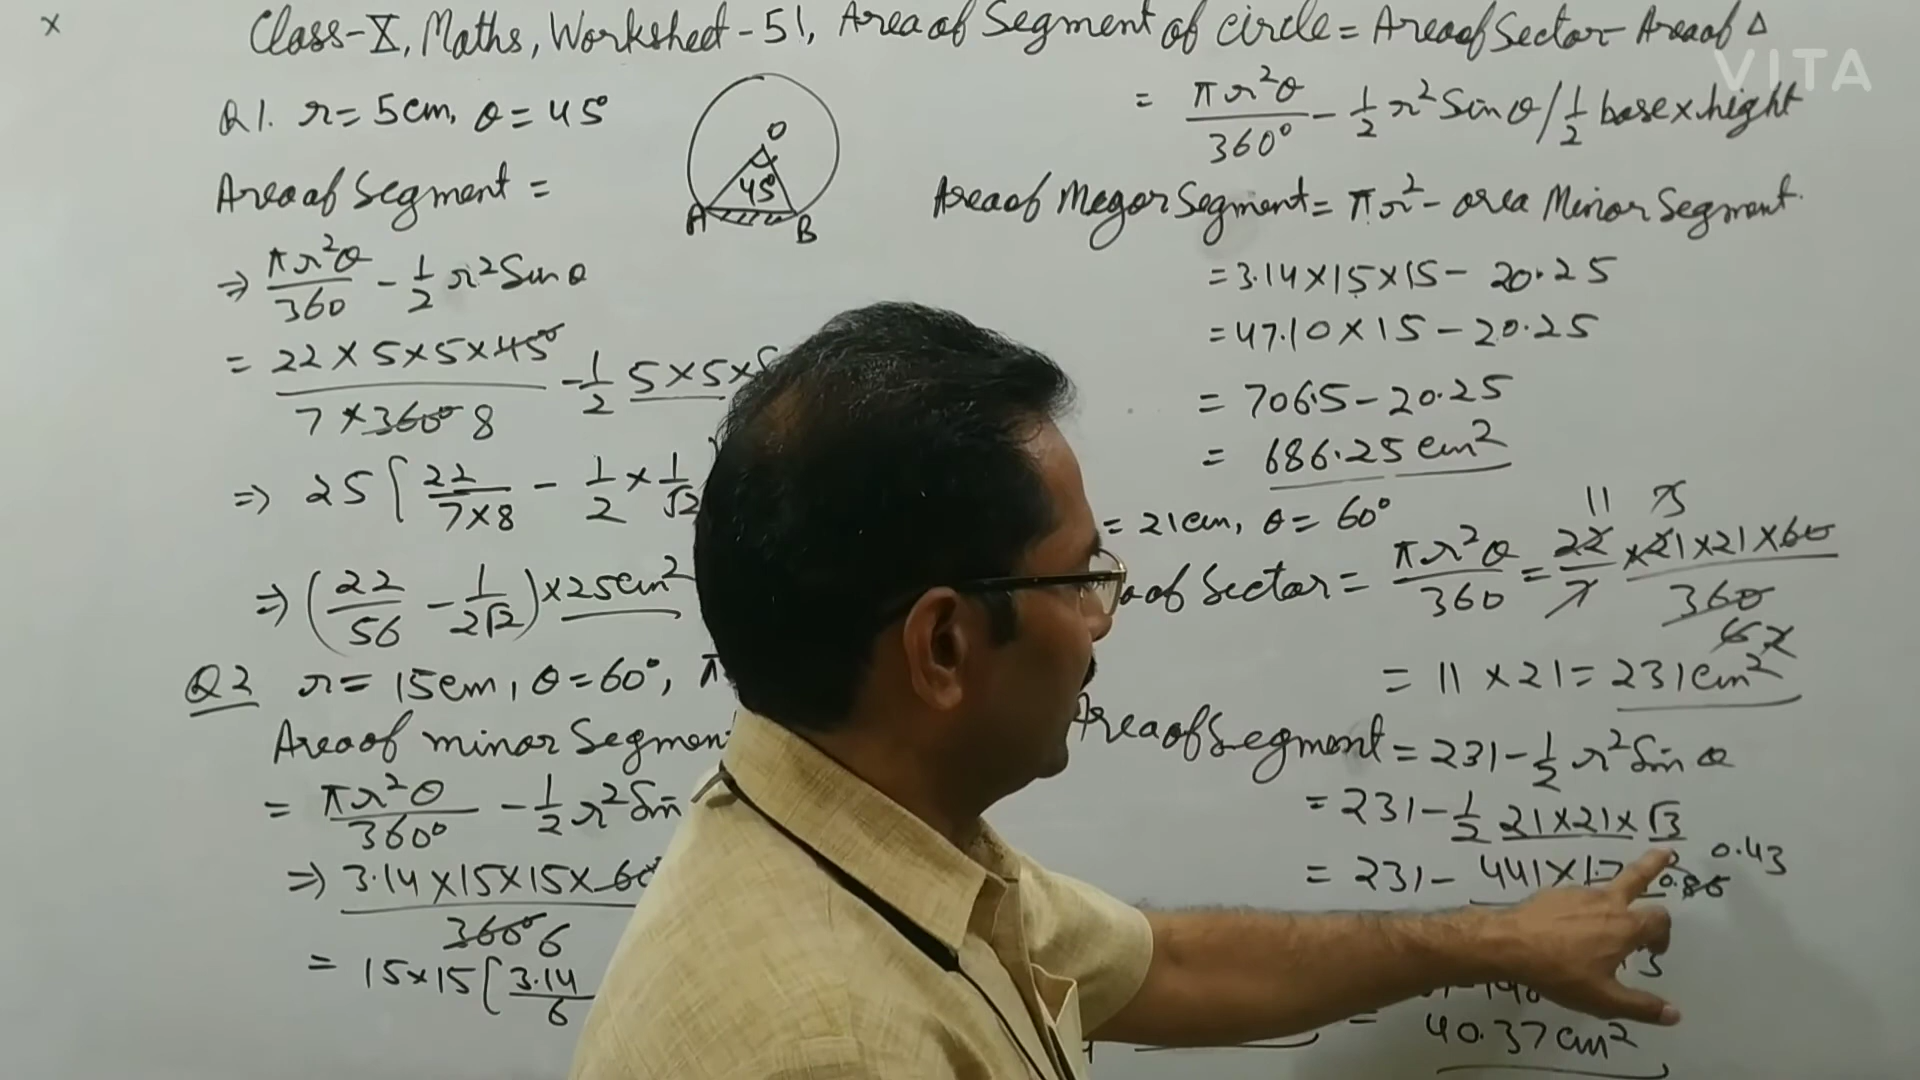 x
Class-X, Maths, Worksheet-51, Area of Segment of circle = Area of Sector - Area of Δ
VITA
= πr²θ/360° - 1/2 r² Sin θ / 1/2 base x hight
Q1. r = 5cm, θ = 45°
O
45°
A B
Area of Segment =
⇒ πr²θ/360 - 1/2 r² Sin θ
= 22 × 5 × 5 × 45°/7 × 360° 8 - 1/2 5 × 5 ×
⇒ 25 [ 22/7×8 - 1/2 × 1/√2
⇒ (22/56 - 1/2√2) × 25cm²
Q2 r = 15cm, θ = 60°, π
Area of minor Segmen
= πr²θ/360° - 1/2 r² Sin
⇒ 3.14 × 15 × 15 × 60/360° 6
= 15 × 15 [ 3.14/6
Area of Megor Segment = πr² - area Minor Segment.
= 3.14 × 15 × 15 - 20.25
= 47.10 × 15 - 20.25
= 706.5 - 20.25
= 686.25 cm²
= 21cm, θ = 60°
a of Sector = πr²θ/360 = 22/7 × 21 × 21 × 60/360
11
= 11 × 21 = 231cm²
Area of Segment = 231 - 1/2 r² Sin θ
= 231 - 1/2 21 × 21 × √3
= 231 - 441 × 1.7
0.86 0.43
= 40.37 cm²